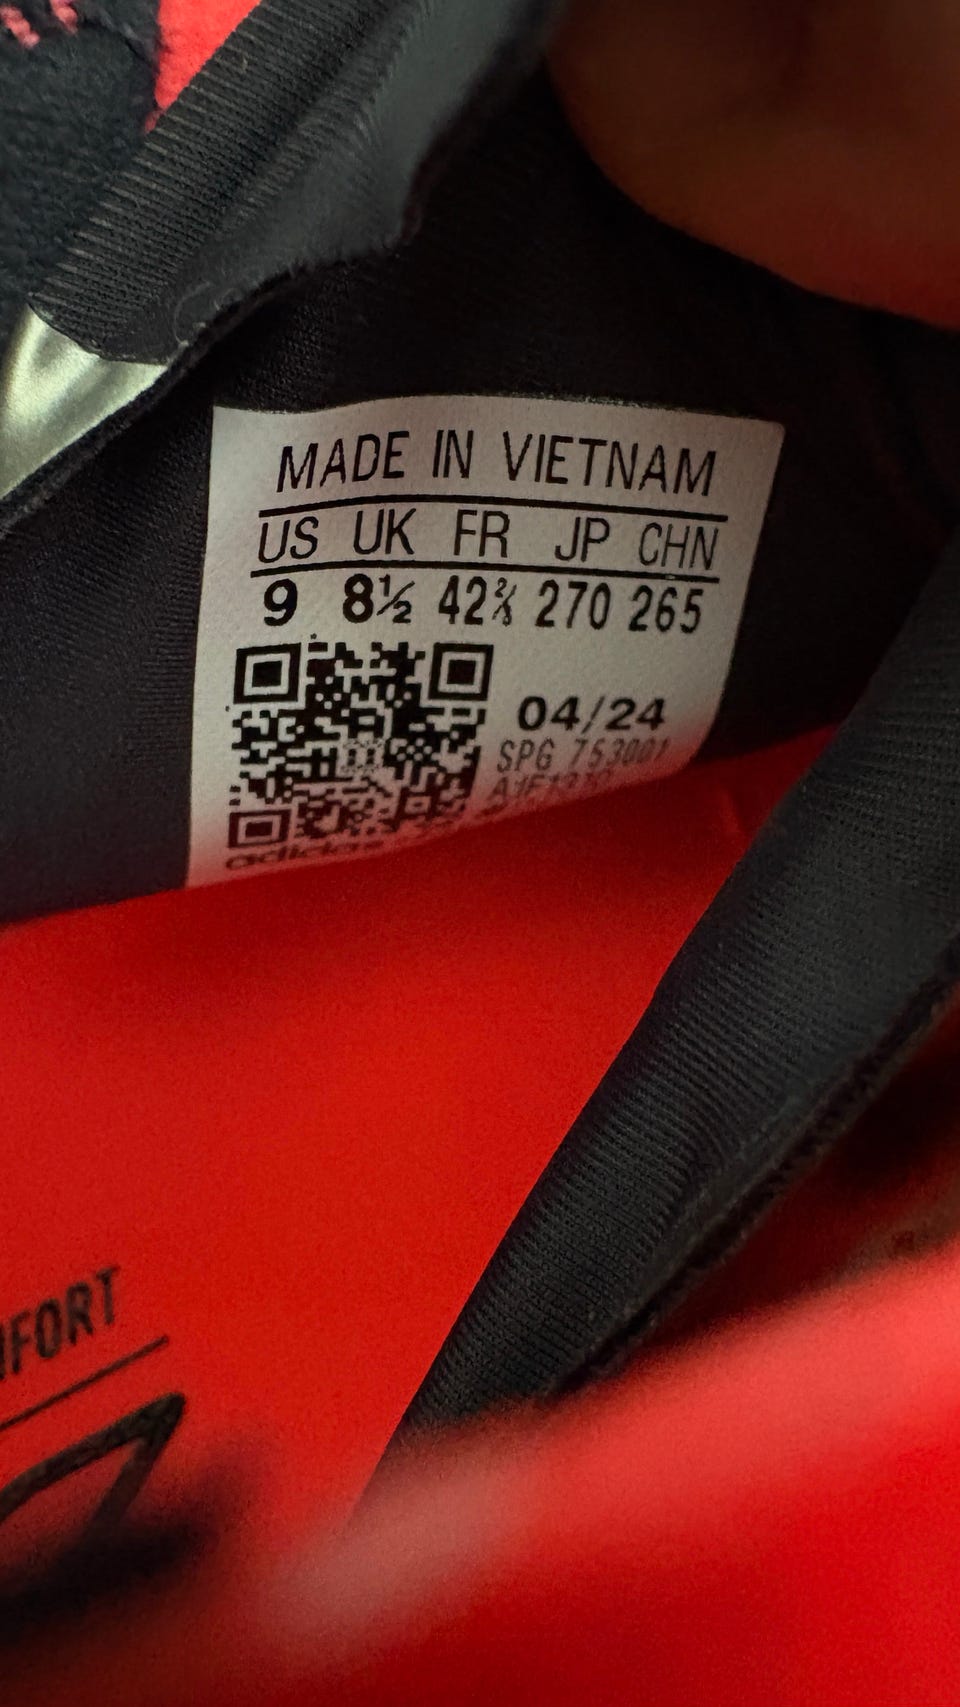 MADE IN VIETNAM
US UK FR JP CHN
9 8½ 42⅔ 270 265
04/24
SPG 753001
adidas